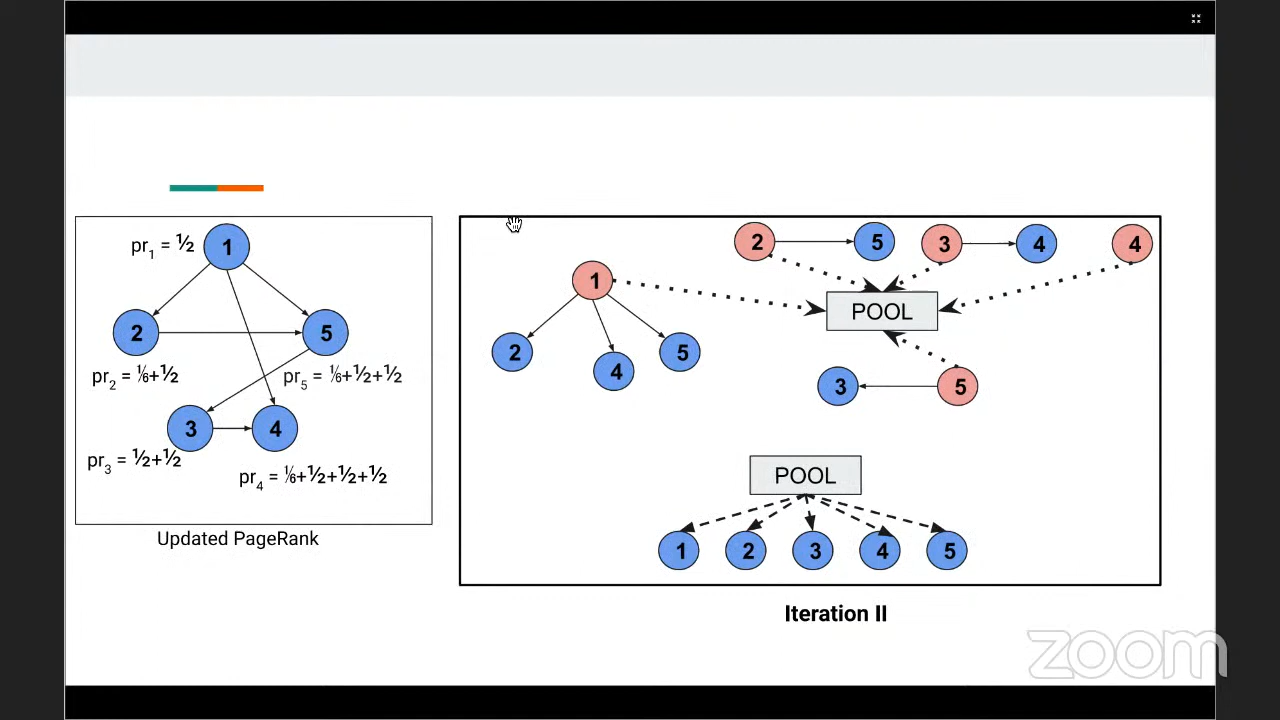 pr1 = ½
1
2
5
pr2 = ⅙+½
pr5 = ⅙+½+½
3
4
pr3 = ½+½
pr4 = ⅙+½+½+½
Updated PageRank
2
5
3
4
4
1
POOL
2
4
5
3
5
POOL
1
2
3
4
5
Iteration II
zoom